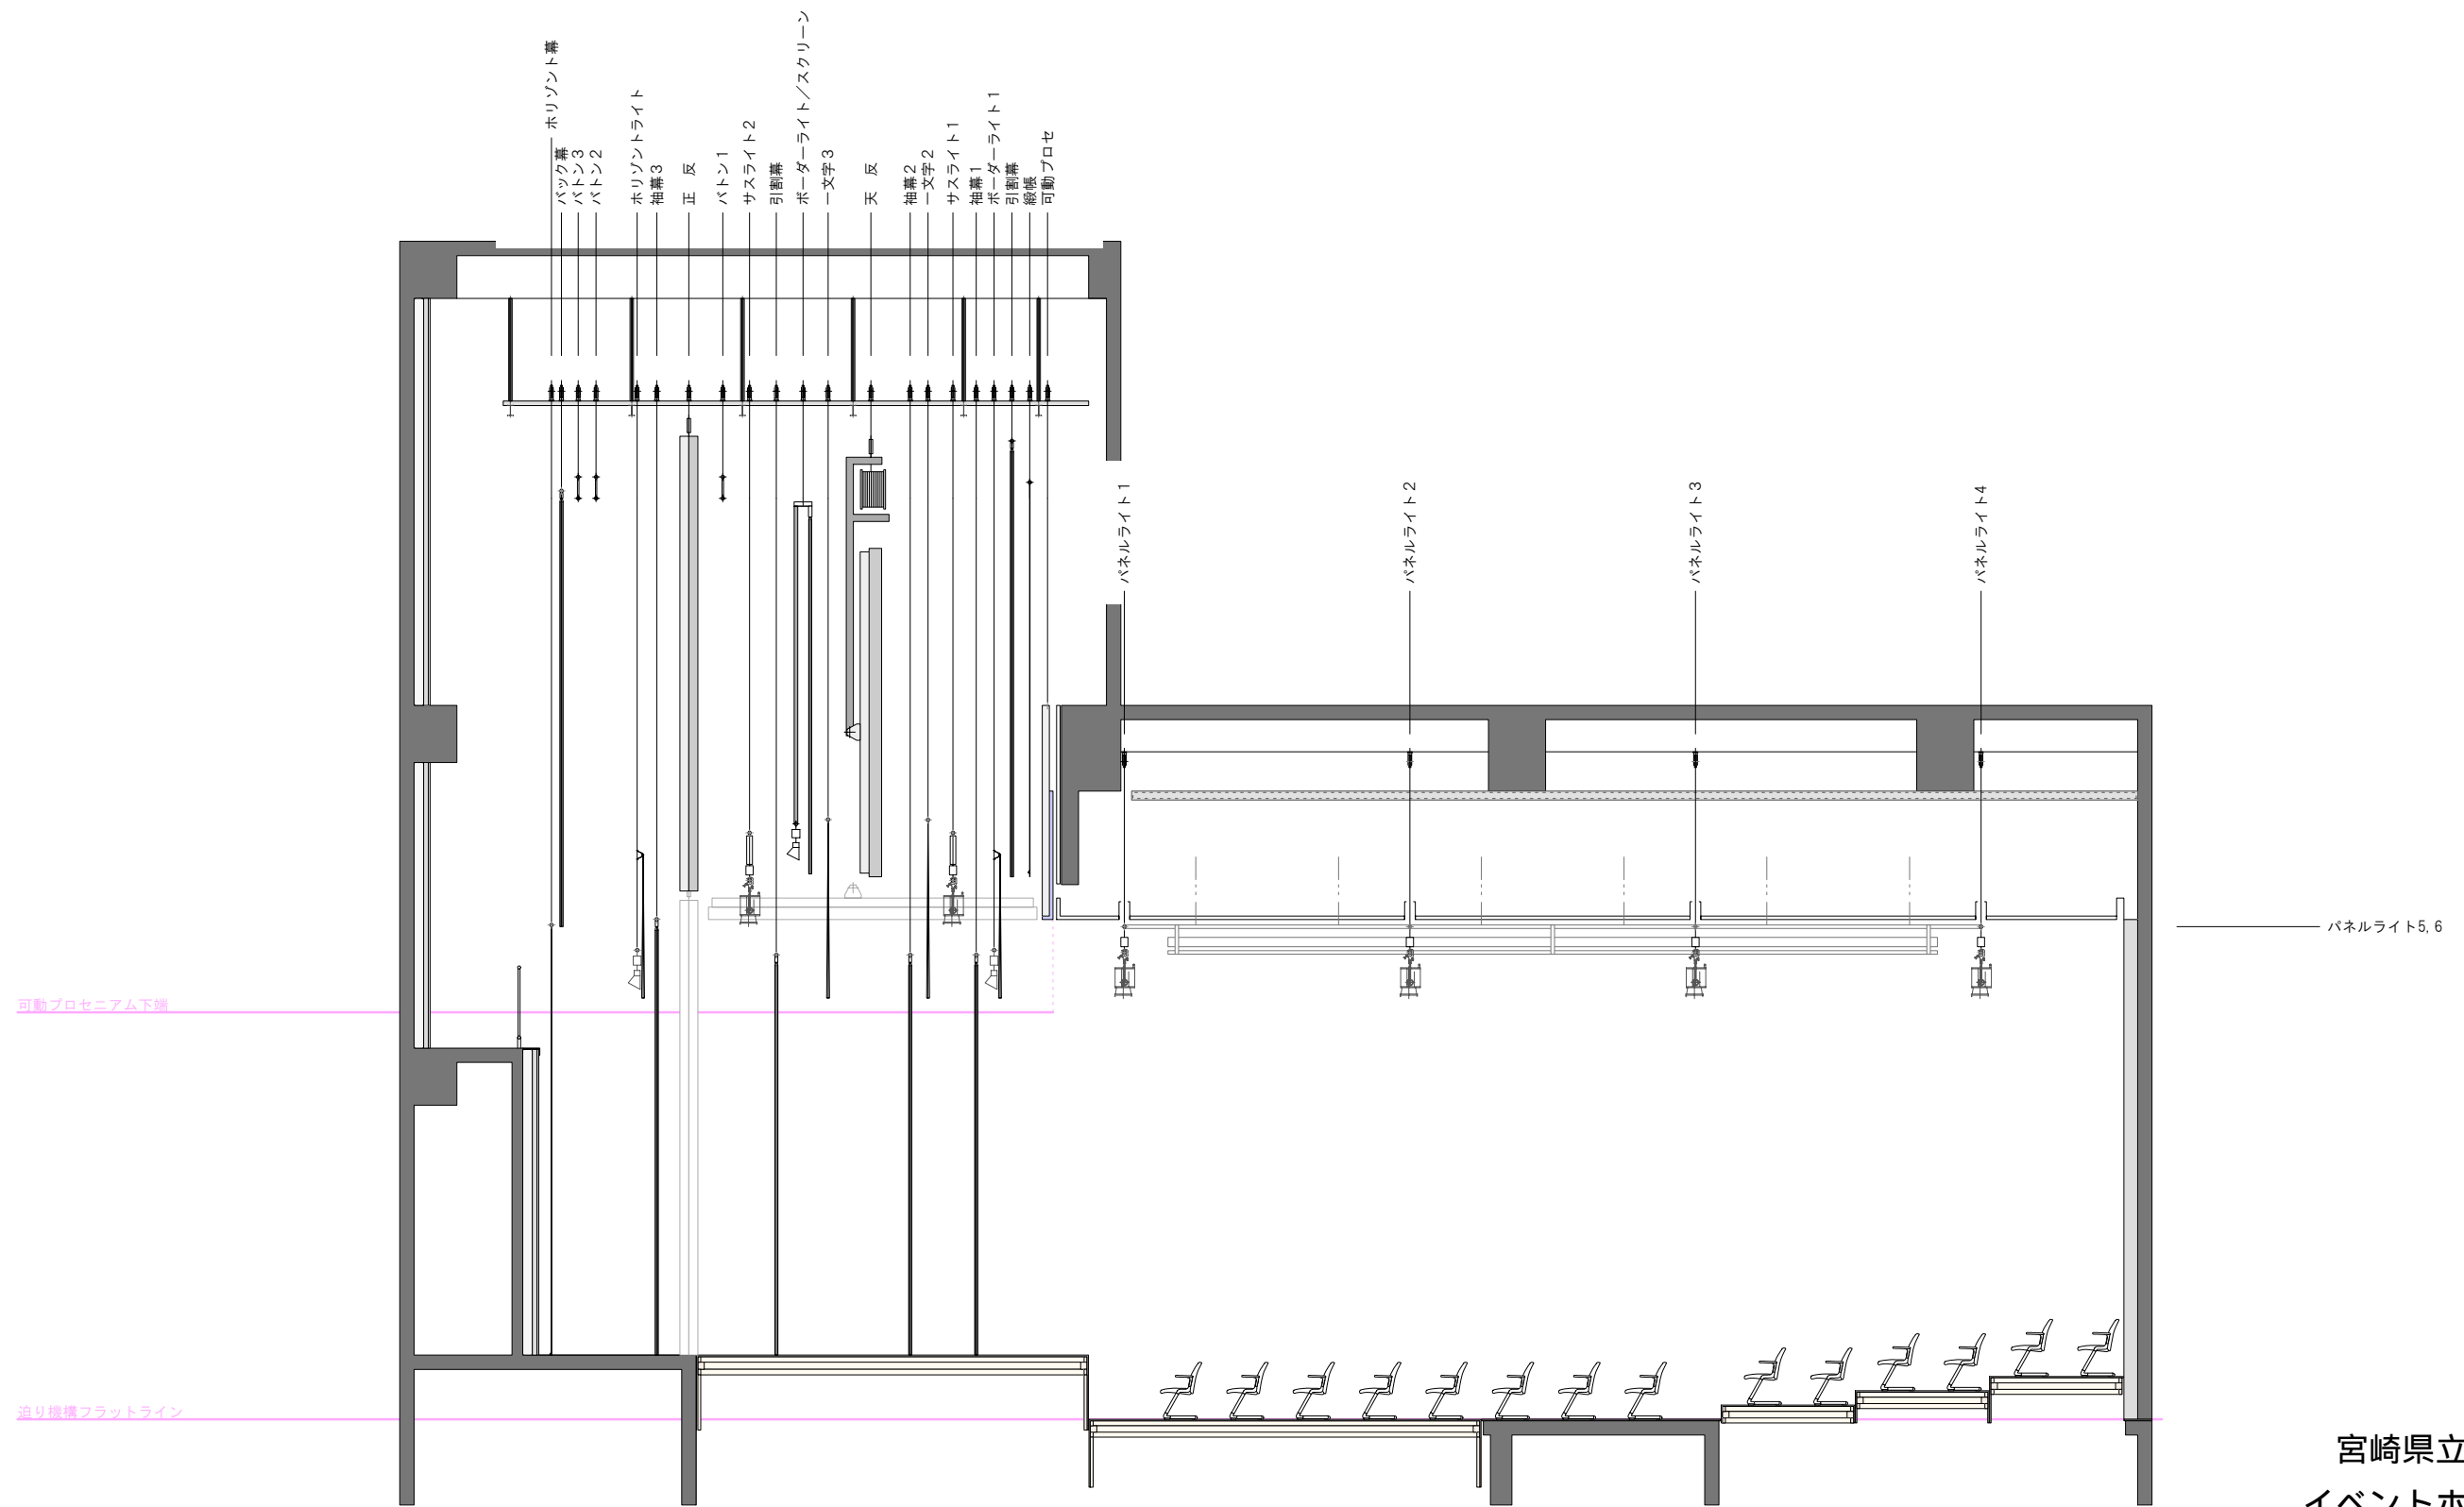 ホリゾント幕
バック幕
バトン3
バトン2
ホリゾントライト
袖幕3
正 反
バトン1
サスライト2
引割幕
ボーダーライト/スクリーン
一文字3
天 反
袖幕2
一文字2
サスライト1
袖幕1
ボーダーライト1
引割幕
緞帳
可動プロセ
パネルライト1
パネルライト2
パネルライト3
パネルライト4
パネルライト5,6
可動プロセニアム下端
迫り機構フラットライン
宮崎県立
イベントホ